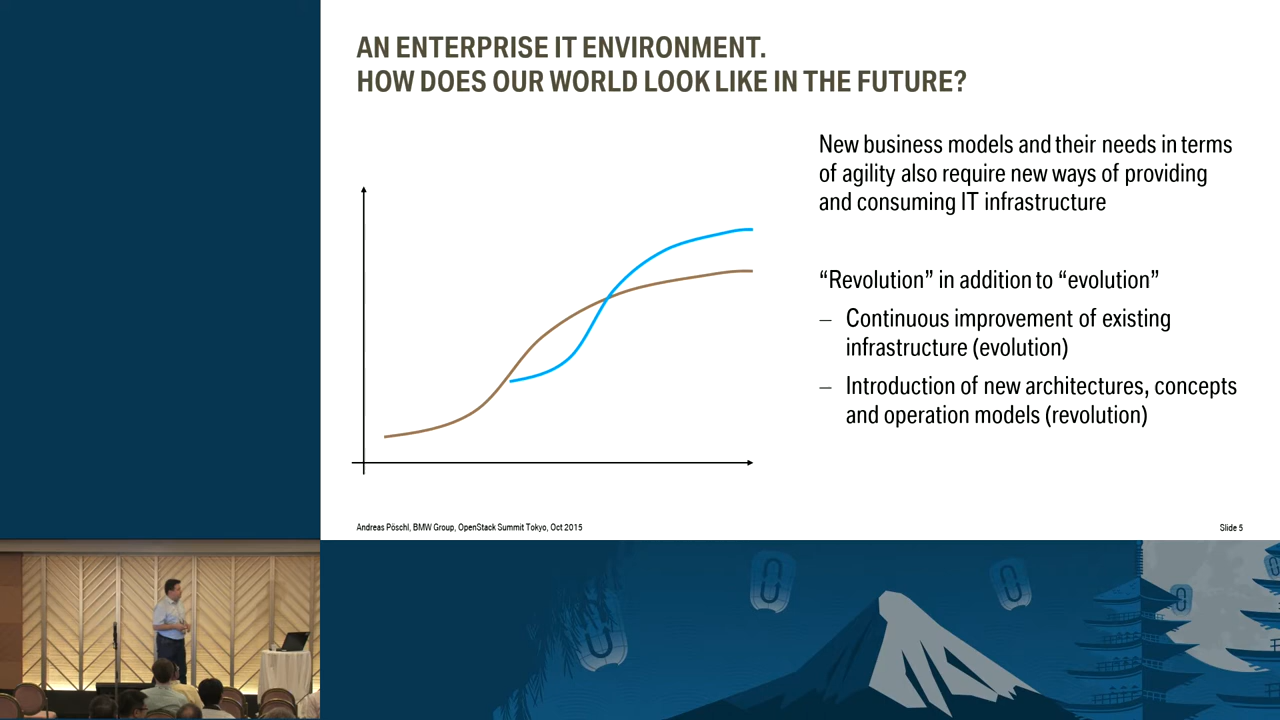 AN ENTERPRISE IT ENVIRONMENT.
HOW DOES OUR WORLD LOOK LIKE IN THE FUTURE?
New business models and their needs in terms
of agility also require new ways of providing
and consuming IT infrastructure
“Revolution” in addition to “evolution”
– Continuous improvement of existing
infrastructure (evolution)
– Introduction of new architectures, concepts
and operation models (revolution)
Andreas Pöschl, BMW Group, OpenStack Summit Tokyo, Oct 2015
Slide 5